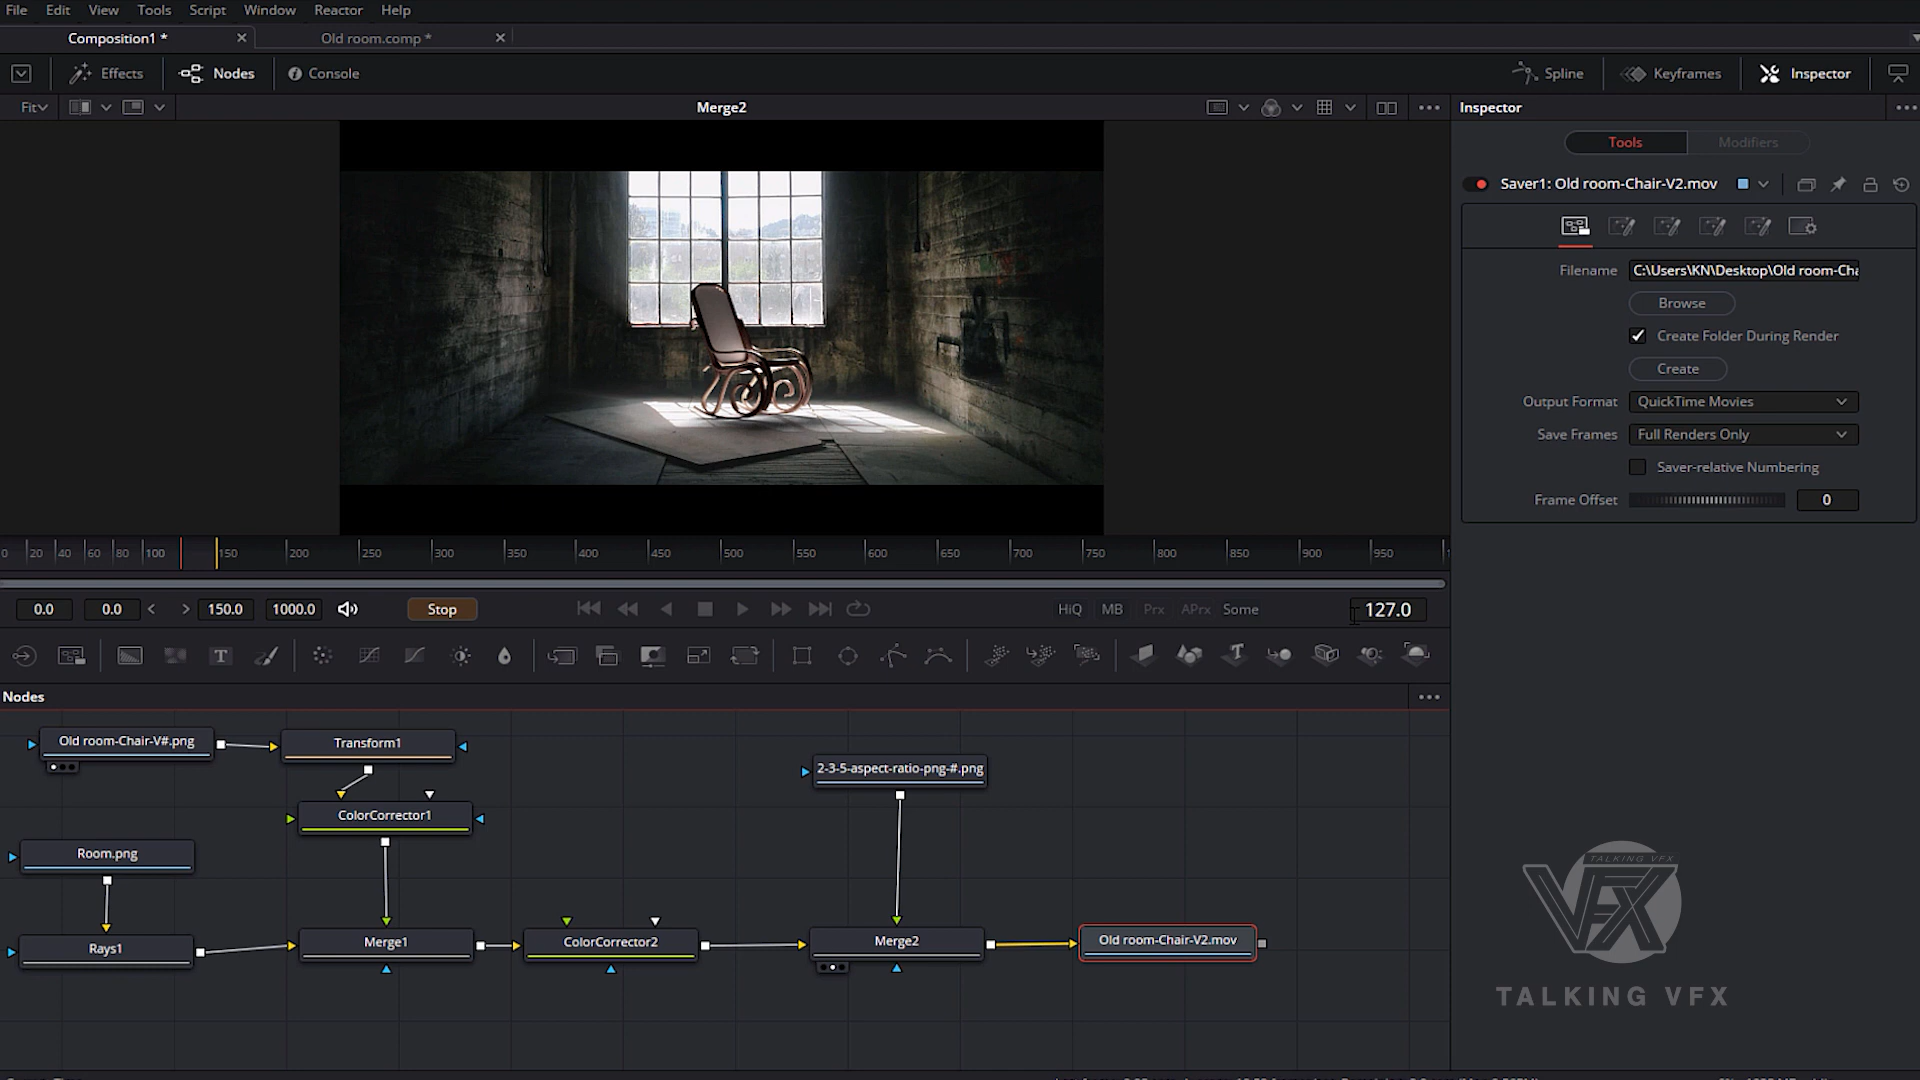 File Edit View Tools Script Window Reactor Help
Composition1 * Old room.comp *
Effects Nodes Console Spline Keyframes Inspector
Fit Merge2 Inspector
Tools Modifiers
Saver1: Old room-Chair-V2.mov
Filename C:\Users\KN\Desktop\Old room-Cha
Browse
Create Folder During Render
Create
Output Format QuickTime Movies
Save Frames Full Renders Only
Saver-relative Numbering
Frame Offset 0
0 20 40 60 80 100 150 200 250 300 350 400 450 500 550 600 650 700 750 800 850 900 950
0.0 0.0 < > 150.0 1000.0 Stop HiQ MB Prx APrx Some 127.0
Nodes
Old room-Chair-V#.png Transform1
2-3-5-aspect-ratio-png-#.png
ColorCorrector1
Room.png
Rays1 Merge1 ColorCorrector2 Merge2 Old room-Chair-V2.mov
TALKING VFX
VFX
TALKING VFX